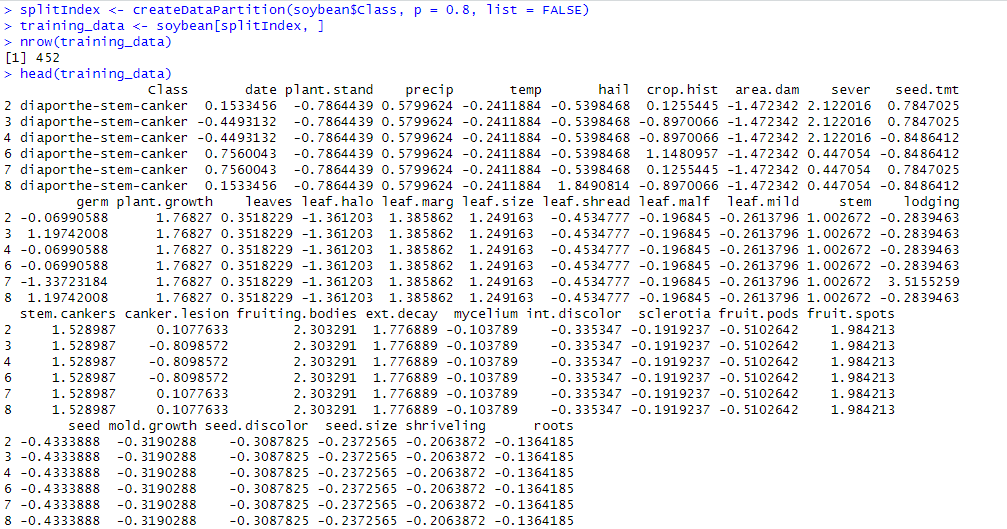 > splitIndex <- createDataPartition(soybean$Class, p = 0.8, list = FALSE)
> training_data <- soybean[splitIndex, ]
> nrow(training_data)
[1] 452
> head(training_data)
Class date plant.stand precip temp hail crop.hist area.dam sever seed.tmt
2 diaporthe-stem-canker 0.1533456 -0.7864439 0.5799624 -0.2411884 -0.5398468 0.1255445 -1.472342 2.122016 0.7847025
3 diaporthe-stem-canker -0.4493132 -0.7864439 0.5799624 -0.2411884 -0.5398468 -0.8970066 -1.472342 2.122016 0.7847025
4 diaporthe-stem-canker -0.4493132 -0.7864439 0.5799624 -0.2411884 -0.5398468 -0.8970066 -1.472342 2.122016 -0.8486412
6 diaporthe-stem-canker 0.7560043 -0.7864439 0.5799624 -0.2411884 -0.5398468 1.1480957 -1.472342 0.447054 -0.8486412
7 diaporthe-stem-canker 0.7560043 -0.7864439 0.5799624 -0.2411884 -0.5398468 0.1255445 -1.472342 0.447054 0.7847025
8 diaporthe-stem-canker 0.1533456 -0.7864439 0.5799624 -0.2411884 1.8490814 -0.8970066 -1.472342 0.447054 -0.8486412
germ plant.growth leaves leaf.halo leaf.marg leaf.size leaf.shread leaf.malf leaf.mild stem lodging
2 -0.06990588 1.76827 0.3518229 -1.361203 1.385862 1.249163 -0.4534777 -0.196845 -0.2613796 1.002672 -0.2839463
3 1.19742008 1.76827 0.3518229 -1.361203 1.385862 1.249163 -0.4534777 -0.196845 -0.2613796 1.002672 -0.2839463
4 -0.06990588 1.76827 0.3518229 -1.361203 1.385862 1.249163 -0.4534777 -0.196845 -0.2613796 1.002672 -0.2839463
6 -0.06990588 1.76827 0.3518229 -1.361203 1.385862 1.249163 -0.4534777 -0.196845 -0.2613796 1.002672 -0.2839463
7 -1.33723184 1.76827 0.3518229 -1.361203 1.385862 1.249163 -0.4534777 -0.196845 -0.2613796 1.002672 3.5155259
8 1.19742008 1.76827 0.3518229 -1.361203 1.385862 1.249163 -0.4534777 -0.196845 -0.2613796 1.002672 -0.2839463
stem.cankers canker.lesion fruiting.bodies ext.decay mycelium int.discolor sclerotia fruit.pods fruit.spots
2 1.528987 0.1077633 2.303291 1.776889 -0.103789 -0.335347 -0.1919237 -0.5102642 1.984213
3 1.528987 -0.8098572 2.303291 1.776889 -0.103789 -0.335347 -0.1919237 -0.5102642 1.984213
4 1.528987 -0.8098572 2.303291 1.776889 -0.103789 -0.335347 -0.1919237 -0.5102642 1.984213
6 1.528987 -0.8098572 2.303291 1.776889 -0.103789 -0.335347 -0.1919237 -0.5102642 1.984213
7 1.528987 0.1077633 2.303291 1.776889 -0.103789 -0.335347 -0.1919237 -0.5102642 1.984213
8 1.528987 0.1077633 2.303291 1.776889 -0.103789 -0.335347 -0.1919237 -0.5102642 1.984213
seed mold.growth seed.discolor seed.size shriveling roots
2 -0.4333888 -0.3190288 -0.3087825 -0.2372565 -0.2063872 -0.1364185
3 -0.4333888 -0.3190288 -0.3087825 -0.2372565 -0.2063872 -0.1364185
4 -0.4333888 -0.3190288 -0.3087825 -0.2372565 -0.2063872 -0.1364185
6 -0.4333888 -0.3190288 -0.3087825 -0.2372565 -0.2063872 -0.1364185
7 -0.4333888 -0.3190288 -0.3087825 -0.2372565 -0.2063872 -0.1364185
8 -0.4333888 -0.3190288 -0.3087825 -0.2372565 -0.2063872 -0.1364185